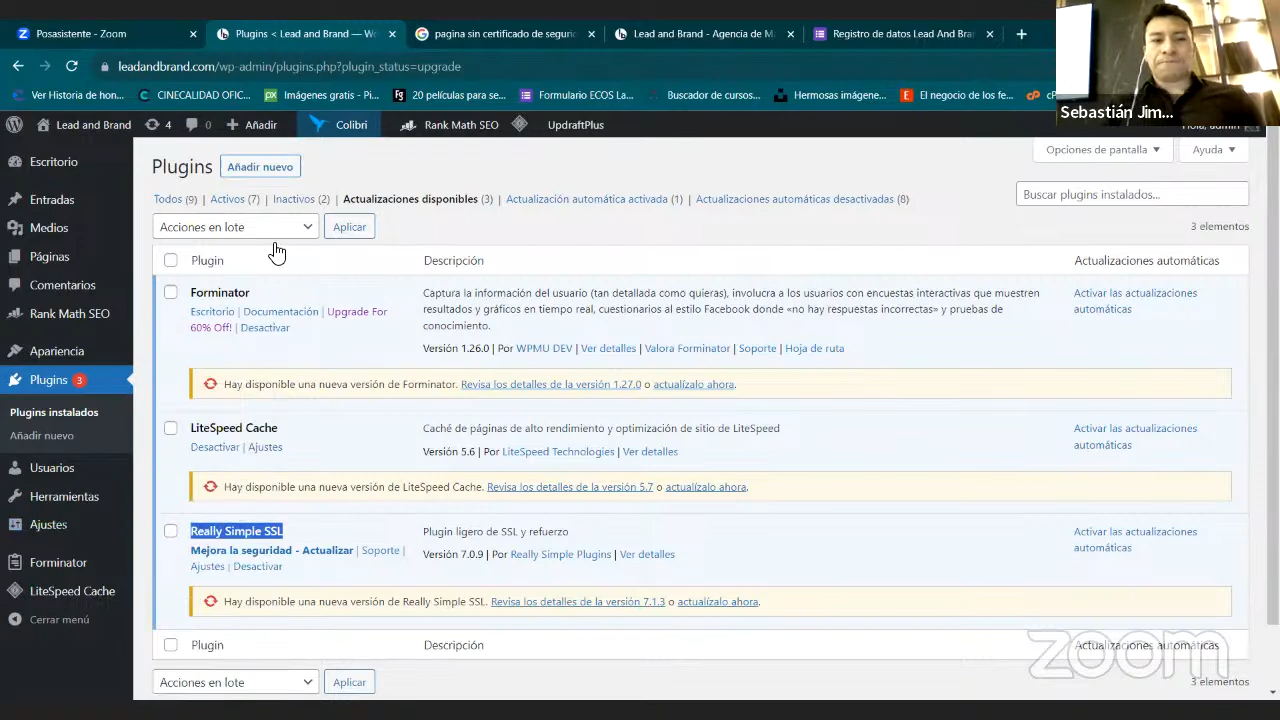 Posasistente - Zoom
Plugins < Lead and Brand — Wo
pagina sin certificado de seguri
Lead and Brand - Agencia de Ma
Registro de datos Lead And Bran
leadandbrand.com/wp-admin/plugins.php?plugin_status=upgrade
Ver Historia de hon...
CINECALIDAD OFIC...
Imágenes gratis - Pi...
20 películas para se...
Formulario ECOS La...
Buscador de cursos...
Hermosas imágene...
El negocio de los fe...
Sebastián Jim...
Lead and Brand
4
0
Añadir
Colibri
Rank Math SEO
UpdraftPlus
Hola, admin
Escritorio
Entradas
Medios
Páginas
Comentarios
Rank Math SEO
Apariencia
Plugins 3
Plugins instalados
Añadir nuevo
Usuarios
Herramientas
Ajustes
Forminator
LiteSpeed Cache
Cerrar menú
Plugins
Añadir nuevo
Opciones de pantalla
Ayuda
Todos (9) | Activos (7) | Inactivos (2) | Actualizaciones disponibles (3) | Actualización automática activada (1) | Actualizaciones automáticas desactivadas (8)
Buscar plugins instalados...
Acciones en lote
Aplicar
3 elementos
Plugin
Descripción
Actualizaciones automáticas
Forminator
Escritorio | Documentación | Upgrade For
60% Off! | Desactivar
Captura la información del usuario (tan detallada como quieras), involucra a los usuarios con encuestas interactivas que muestren
resultados y gráficos en tiempo real, cuestionarios al estilo Facebook donde «no hay respuestas incorrectas» y pruebas de
conocimiento.
Versión 1.26.0 | Por WPMU DEV | Ver detalles | Valora Forminator | Soporte | Hoja de ruta
Activar las actualizaciones
automáticas
Hay disponible una nueva versión de Forminator. Revisa los detalles de la versión 1.27.0 o actualízalo ahora.
LiteSpeed Cache
Desactivar | Ajustes
Caché de páginas de alto rendimiento y optimización de sitio de LiteSpeed
Versión 5.6 | Por LiteSpeed Technologies | Ver detalles
Activar las actualizaciones
automáticas
Hay disponible una nueva versión de LiteSpeed Cache. Revisa los detalles de la versión 5.7 o actualízalo ahora.
Really Simple SSL
Mejora la seguridad - Actualizar | Soporte |
Ajustes | Desactivar
Plugin ligero de SSL y refuerzo
Versión 7.0.9 | Por Really Simple Plugins | Ver detalles
Activar las actualizaciones
automáticas
Hay disponible una nueva versión de Really Simple SSL. Revisa los detalles de la versión 7.1.3 o actualízalo ahora.
Plugin
Descripción
Actualizaciones automáticas
Acciones en lote
Aplicar
3 elementos
zoom